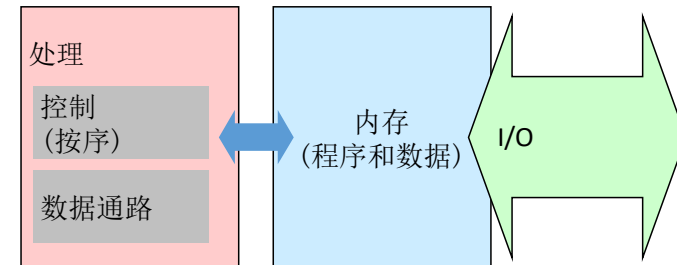 处理
控制
(按序)
数据通路
内存
(程序和数据)
I/O